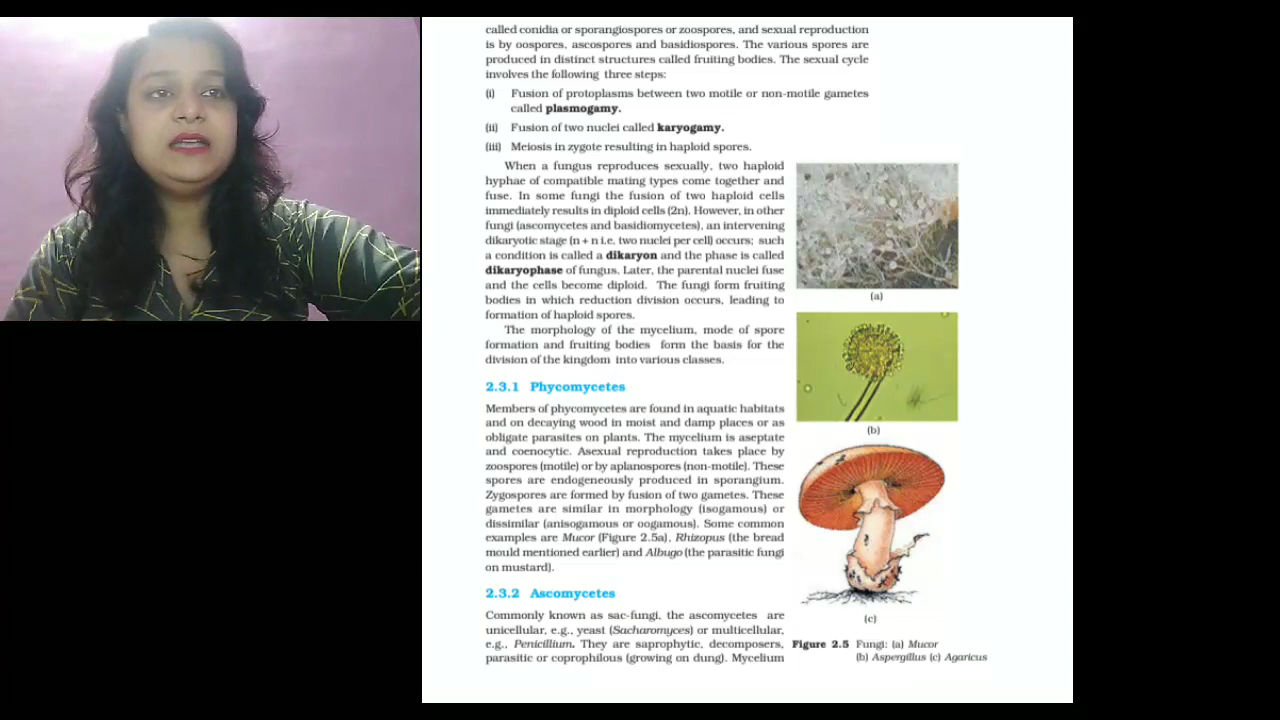 called conidia or sporangiospores or zoospores, and sexual reproduction
is by oospores, ascospores and basidiospores. The various spores are
produced in distinct structures called fruiting bodies. The sexual cycle
involves the following three steps:
(i) Fusion of protoplasms between two motile or non-motile gametes
called plasmogamy.
(ii) Fusion of two nuclei called karyogamy.
(iii) Meiosis in zygote resulting in haploid spores.
When a fungus reproduces sexually, two haploid
hyphae of compatible mating types come together and
fuse. In some fungi the fusion of two haploid cells
immediately results in diploid cells (2n). However, in other
fungi (ascomycetes and basidiomycetes), an intervening
dikaryotic stage (n + n i.e. two nuclei per cell) occurs; such
a condition is called a dikaryon and the phase is called
dikaryophase of fungus. Later, the parental nuclei fuse
and the cells become diploid. The fungi form fruiting
bodies in which reduction division occurs, leading to
formation of haploid spores.
The morphology of the mycelium, mode of spore
formation and fruiting bodies form the basis for the
division of the kingdom into various classes.
2.3.1 Phycomycetes
Members of phycomycetes are found in aquatic habitats
and on decaying wood in moist and damp places or as
obligate parasites on plants. The mycelium is aseptate
and coenocytic. Asexual reproduction takes place by
zoospores (motile) or by aplanospores (non-motile). These
spores are endogeneously produced in sporangium.
Zygospores are formed by fusion of two gametes. These
gametes are similar in morphology (isogamous) or
dissimilar (anisogamous or oogamous). Some common
examples are Mucor (Figure 2.5a), Rhizopus (the bread
mould mentioned earlier) and Albugo (the parasitic fungi
on mustard).
2.3.2 Ascomycetes
Commonly known as sac-fungi, the ascomycetes are
unicellular, e.g., yeast (Sacharomyces) or multicellular,
e.g., Penicillium. They are saprophytic, decomposers,
parasitic or coprophilous (growing on dung). Mycelium
(a)
(b)
(c)
Figure 2.5 Fungi: (a) Mucor
(b) Aspergillus (c) Agaricus